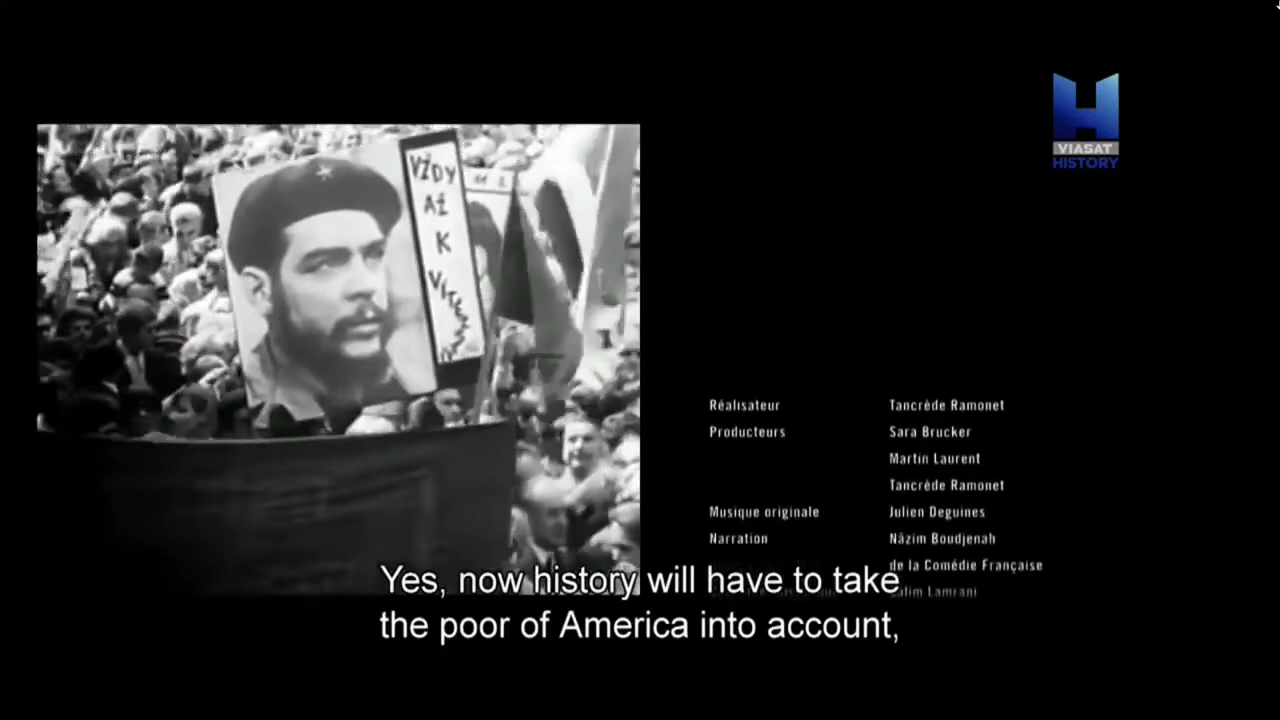 VIASAT
HISTORY
VŽDY
AŽ
K
Réalisateur Tancrède Ramonet
Producteurs Sara Brucker
Martin Laurent
Tancrède Ramonet
Musique originale Julien Deguines
Narration Nâzim Boudjenah
de la Comédie Française
Salim Lamrani
Yes, now history will have to take
the poor of America into account,